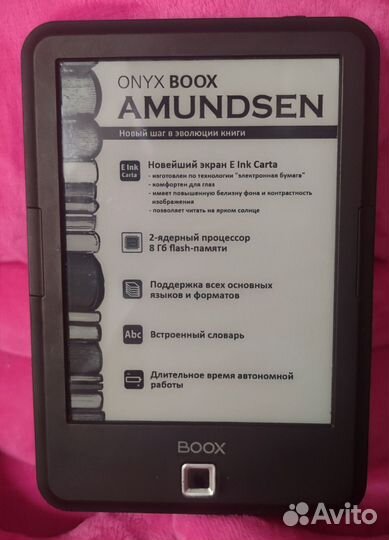 ONYX BOOX
AMUNDSEN
Новый шаг в эволюции книги
E Ink
Carta
Новейший экран E Ink Carta
- изготовлен по технологии "электронная бумага"
- комфортен для глаз
- имеет повышенную белизну фона и контрастность
изображения
- позволяет читать на ярком солнце
2-ядерный процессор
8 Гб flash-памяти
Поддержка всех основных
языков и форматов
Abc
Встроенный словарь
Длительное время автономной
работы
BOOX
Avito